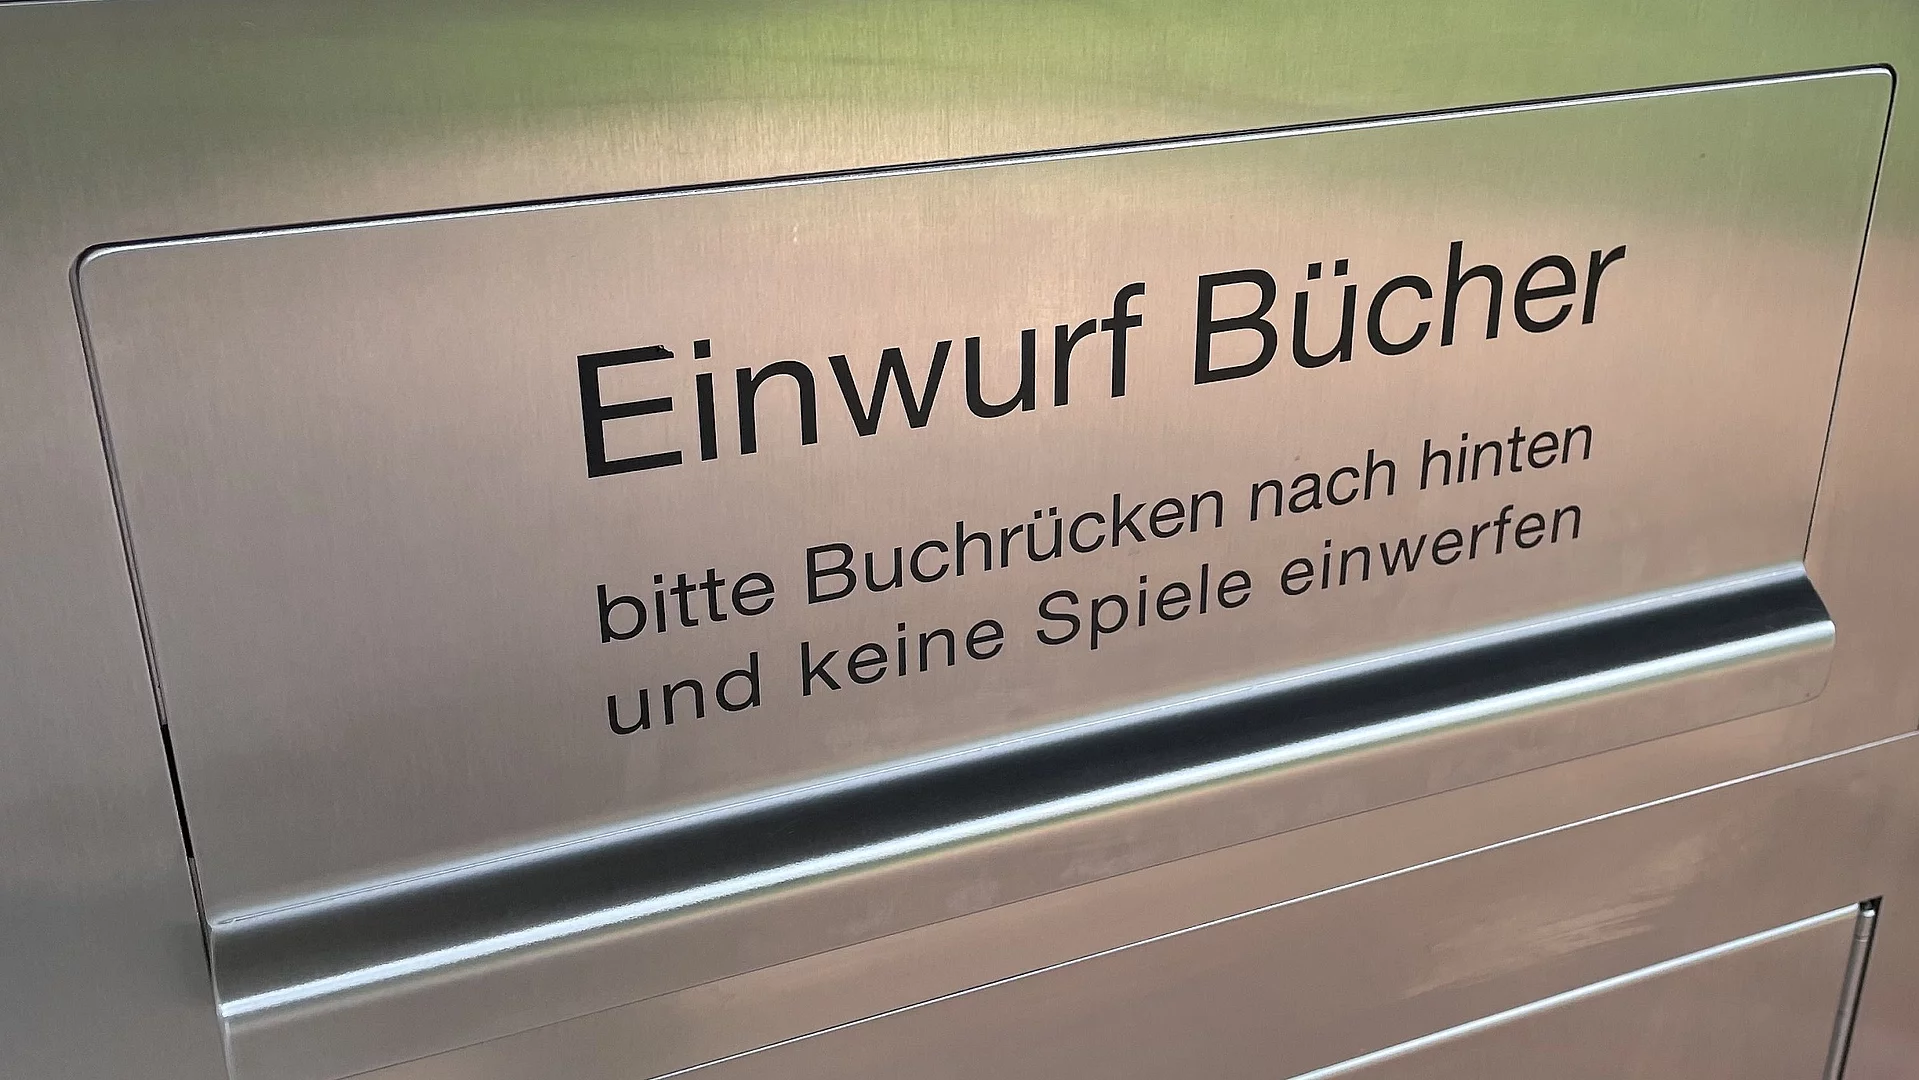 Einwurf Bücher
bitte Buchrücken nach hinten
und keine Spiele einwerfen